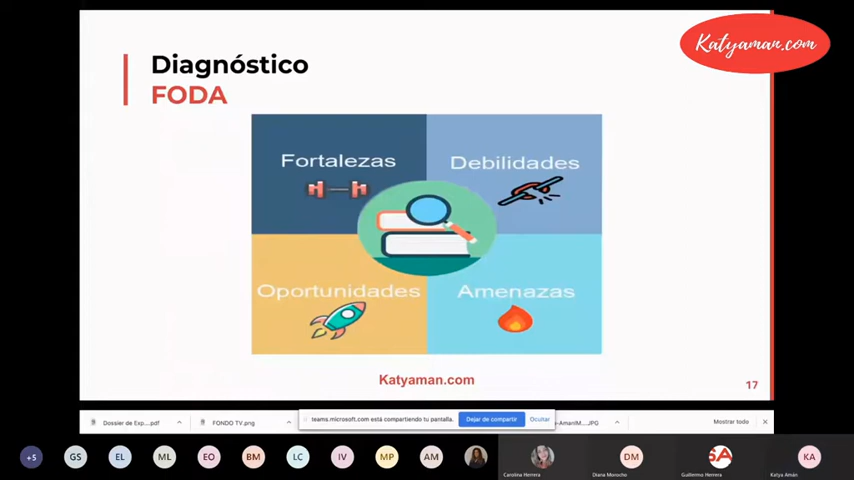 Katyaman.com
Diagnóstico
FODA
Fortalezas
Debilidades
Oportunidades
Amenazas
Katyaman.com
17
Dossier de Exp....pdf
FONDO TV.png
teams.microsoft.com está compartiendo tu pantalla.
Dejar de compartir
Ocultar
Mostrar todo
+5
GS
EL
ML
EO
BM
LC
IV
MP
AM
DM
SA
KA
Carolina Herrera
Diana Morocho
Guillermo Herrera
Katya Amán